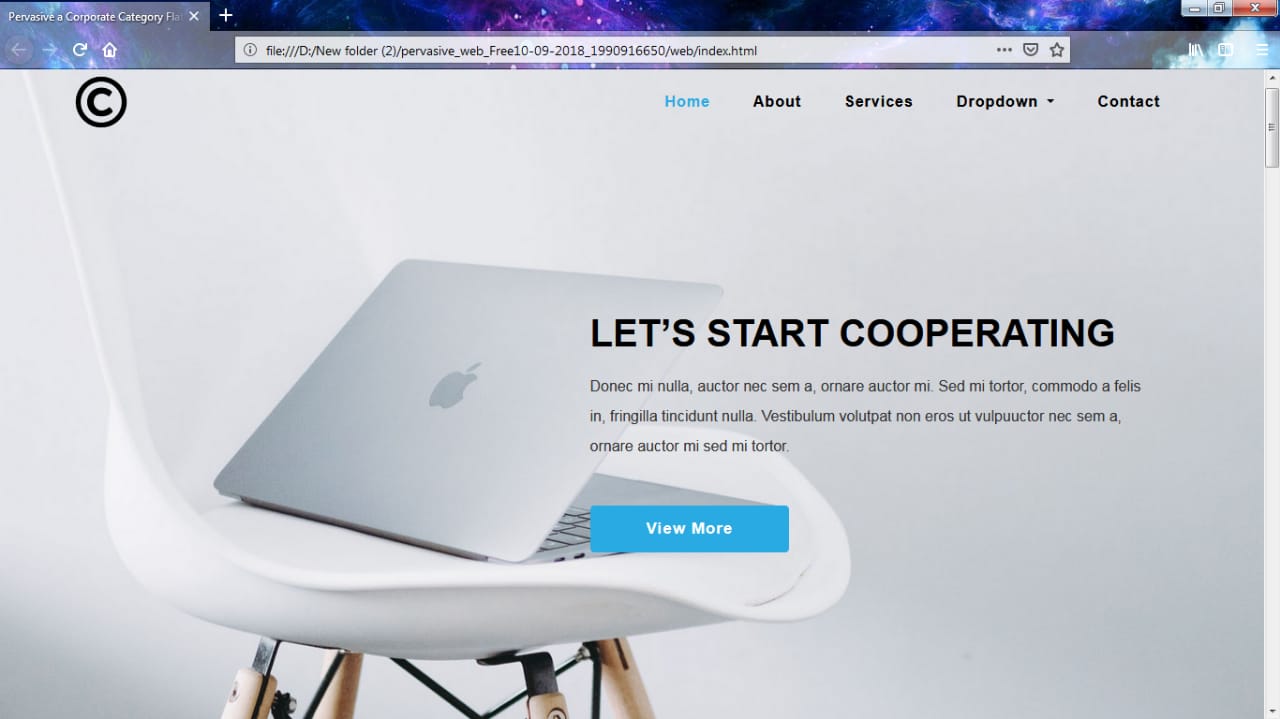 Pervasive a Corporate Category Fla
file:///D:/New folder (2)/pervasive_web_Free10-09-2018_1990916650/web/index.html
©
Home About Services Dropdown Contact
LET’S START COOPERATING
Donec mi nulla, auctor nec sem a, ornare auctor mi. Sed mi tortor, commodo a felis
in, fringilla tincidunt nulla. Vestibulum volutpat non eros ut vulpuuctor nec sem a,
ornare auctor mi sed mi tortor.
View More